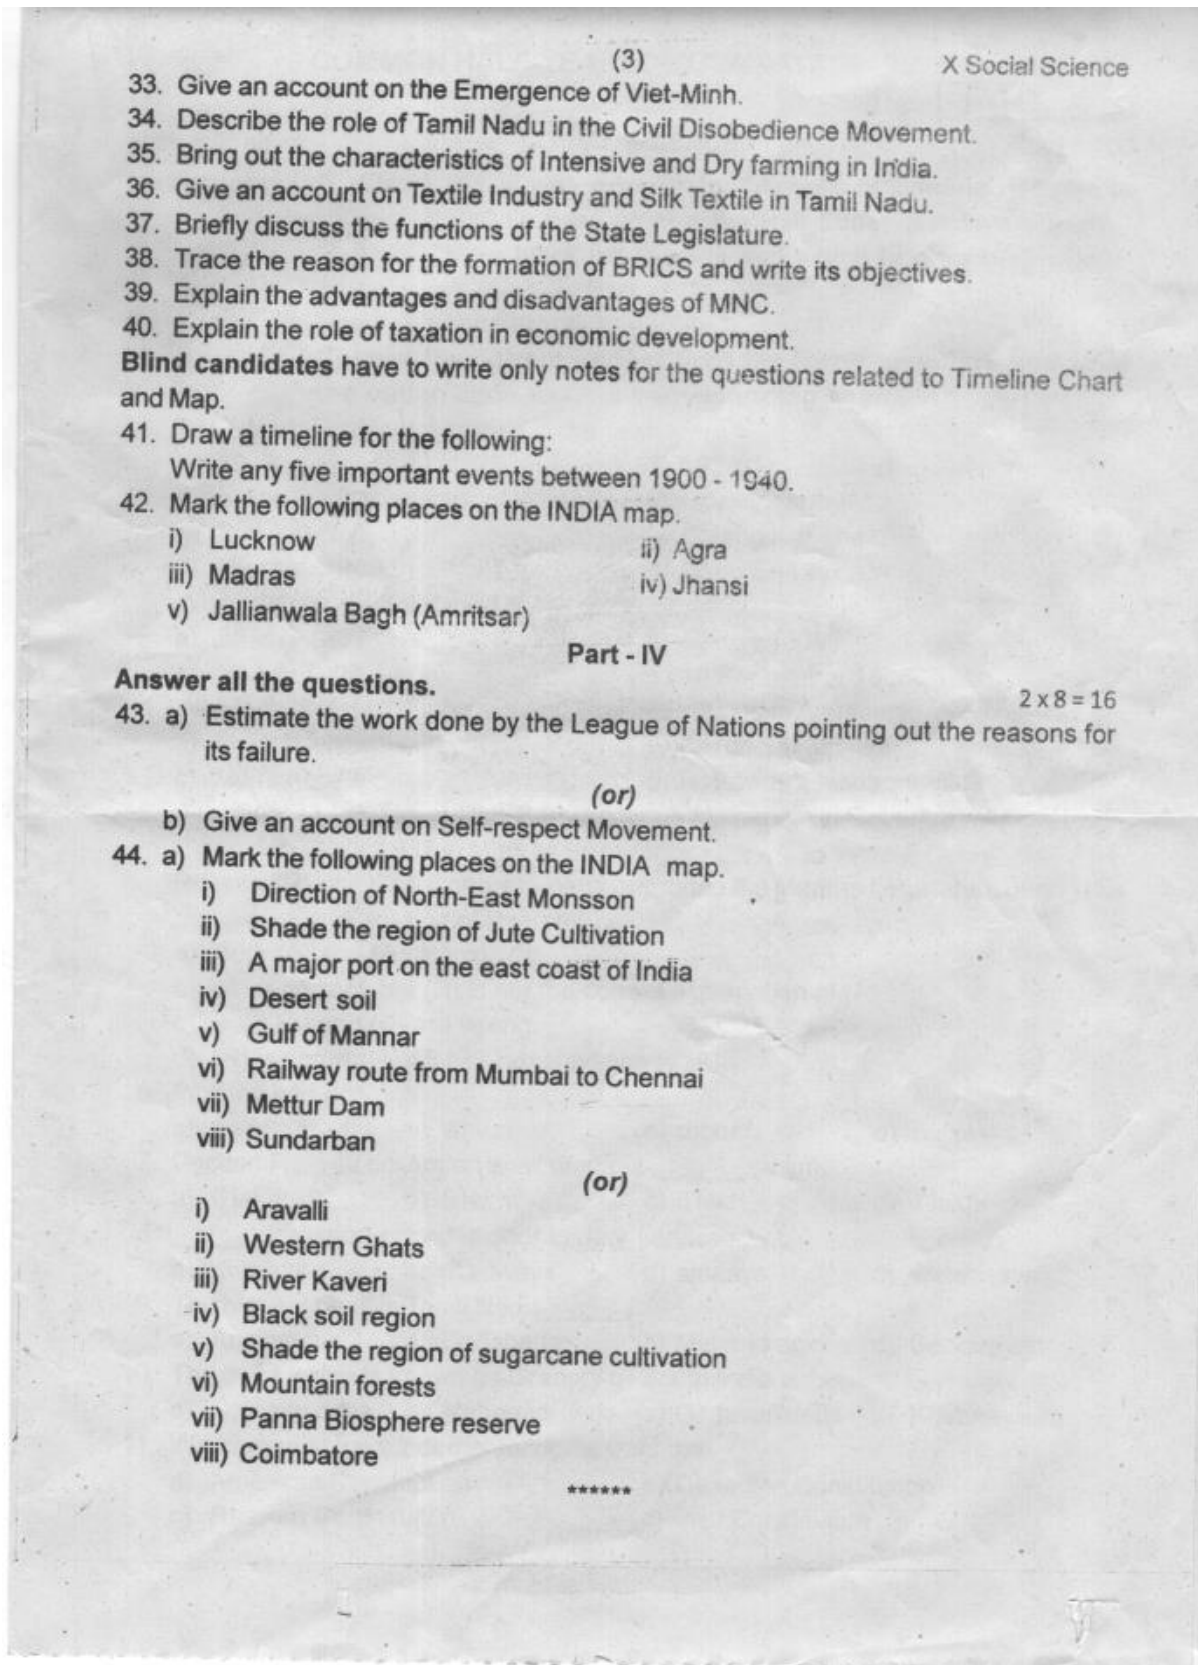 (3)
X Social Science
33. Give an account on the Emergence of Viet-Minh.
34. Describe the role of Tamil Nadu in the Civil Disobedience Movement.
35. Bring out the characteristics of Intensive and Dry farming in India.
36. Give an account on Textile Industry and Silk Textile in Tamil Nadu.
37. Briefly discuss the functions of the State Legislature.
38. Trace the reason for the formation of BRICS and write its objectives.
39. Explain the advantages and disadvantages of MNC.
40. Explain the role of taxation in economic development.
Blind candidates have to write only notes for the questions related to Timeline Chart
and Map.
41. Draw a timeline for the following:
Write any five important events between 1900 - 1940.
42. Mark the following places on the INDIA map.
i) Lucknow ii) Agra
iii) Madras iv) Jhansi
v) Jallianwala Bagh (Amritsar)
Part - IV
Answer all the questions. 2 x 8 = 16
43. a) Estimate the work done by the League of Nations pointing out the reasons for
its failure.
(or)
b) Give an account on Self-respect Movement.
44. a) Mark the following places on the INDIA map.
i) Direction of North-East Monsson
ii) Shade the region of Jute Cultivation
iii) A major port on the east coast of India
iv) Desert soil
v) Gulf of Mannar
vi) Railway route from Mumbai to Chennai
vii) Mettur Dam
viii) Sundarban
(or)
i) Aravalli
ii) Western Ghats
iii) River Kaveri
iv) Black soil region
v) Shade the region of sugarcane cultivation
vi) Mountain forests
vii) Panna Biosphere reserve
viii) Coimbatore
******